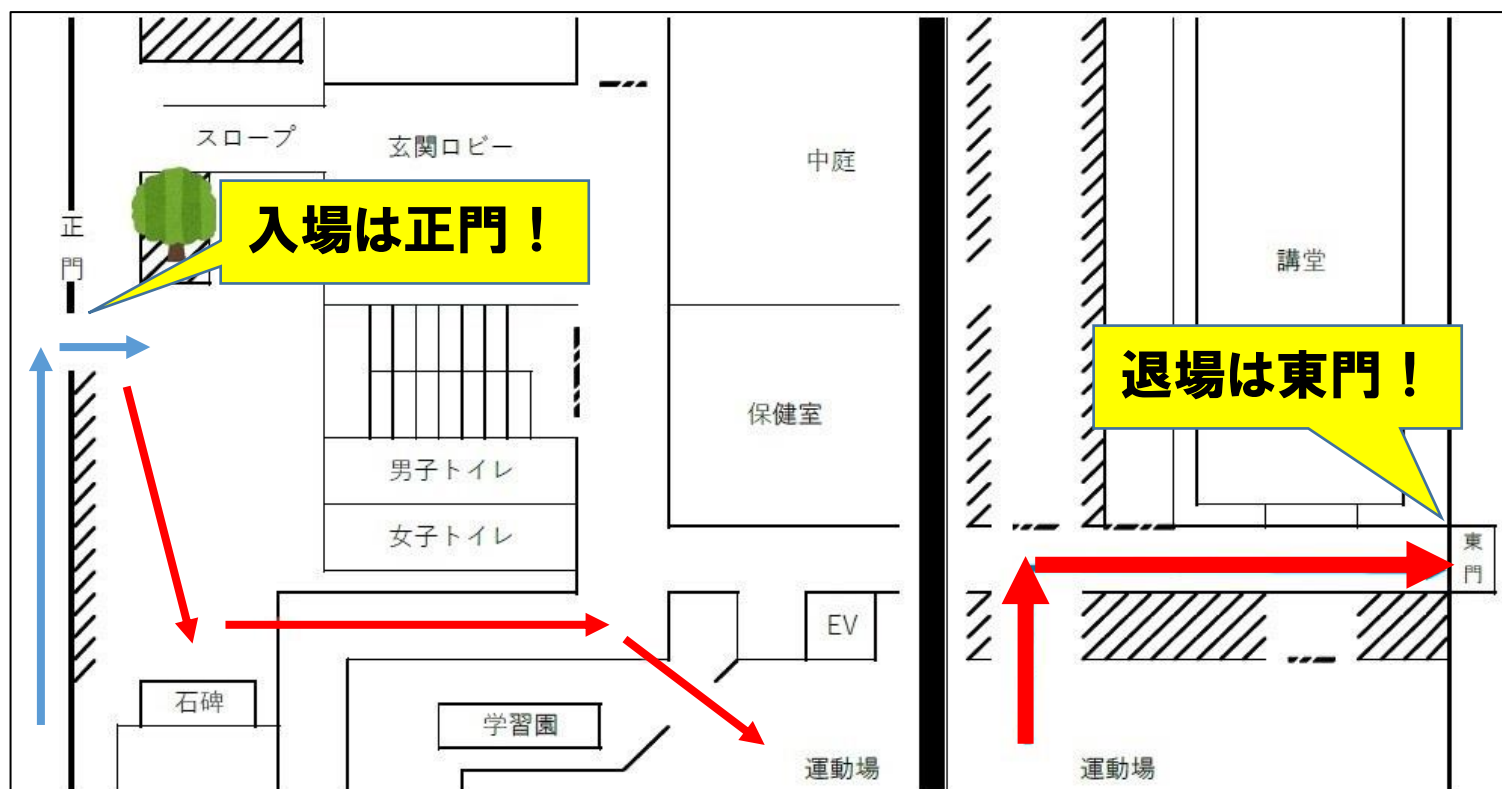 スロープ
玄関ロビー
中庭
正門
入場は正門！
講堂
退場は東門！
保健室
男子トイレ
女子トイレ
東門
EV
石碑
学習園
運動場
運動場